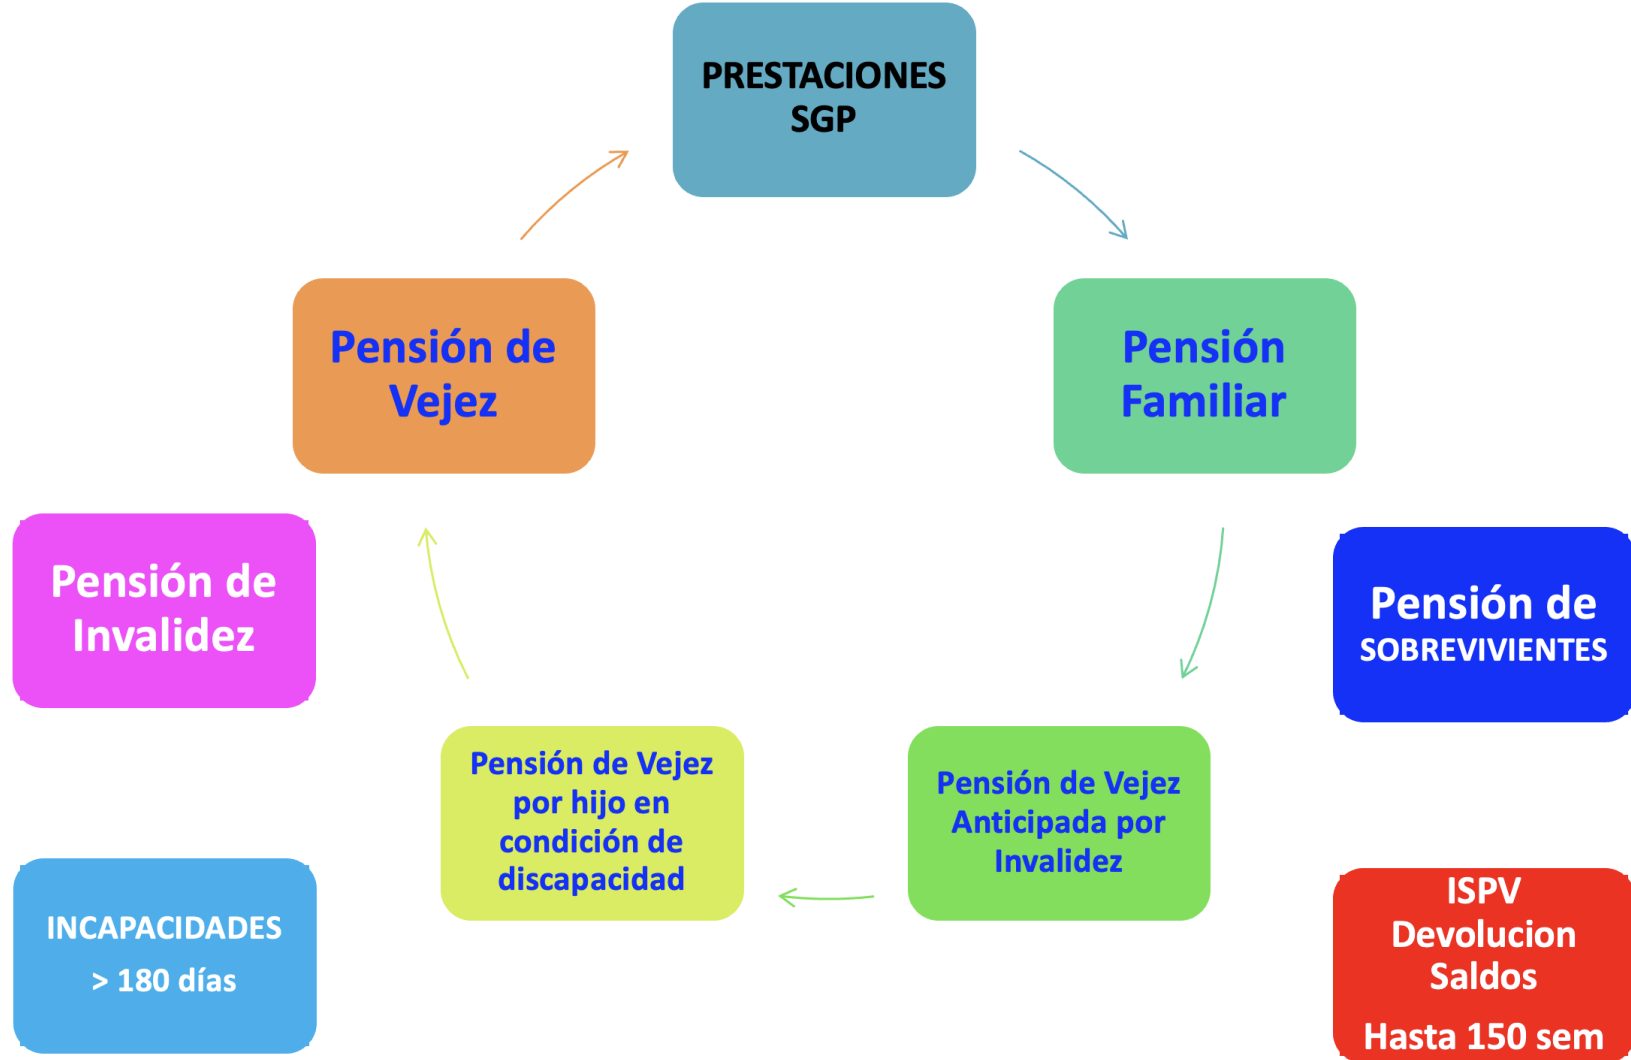 PRESTACIONES
SGP
Pensión de
Vejez
Pensión
Familiar
Pensión de
Invalidez
Pensión de
SOBREVIVIENTES
Pensión de Vejez
por hijo en
condición de
discapacidad
Pensión de Vejez
Anticipada por
Invalidez
INCAPACIDADES
> 180 días
ISPV
Devolucion
Saldos
Hasta 150 sem